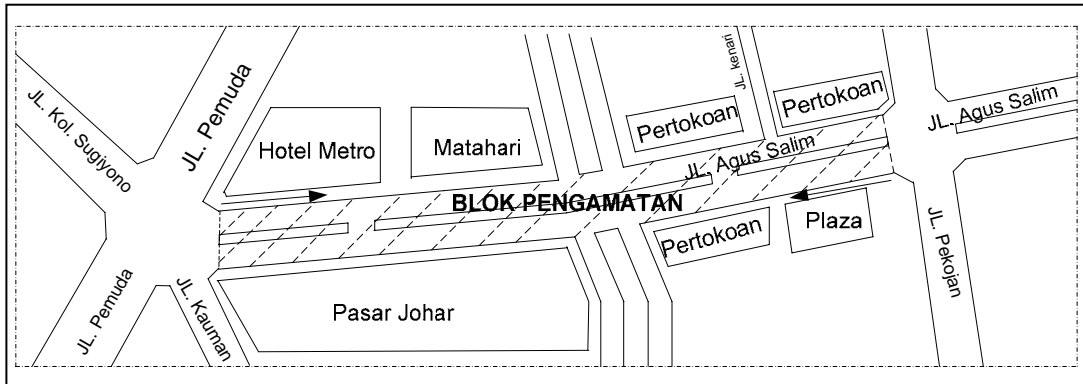 JL. Kol. Sugiyono
JL. Pemuda
Hotel Metro
Matahari
Pertokoan
JL. kenari
Pertokoan
JL. Agus Salim
JL, Agus Salim
BLOK PENGAMATAN
Pertokoan
Plaza
JL. Pekojan
JL. Pemuda
JL. Kauman
Pasar Johar